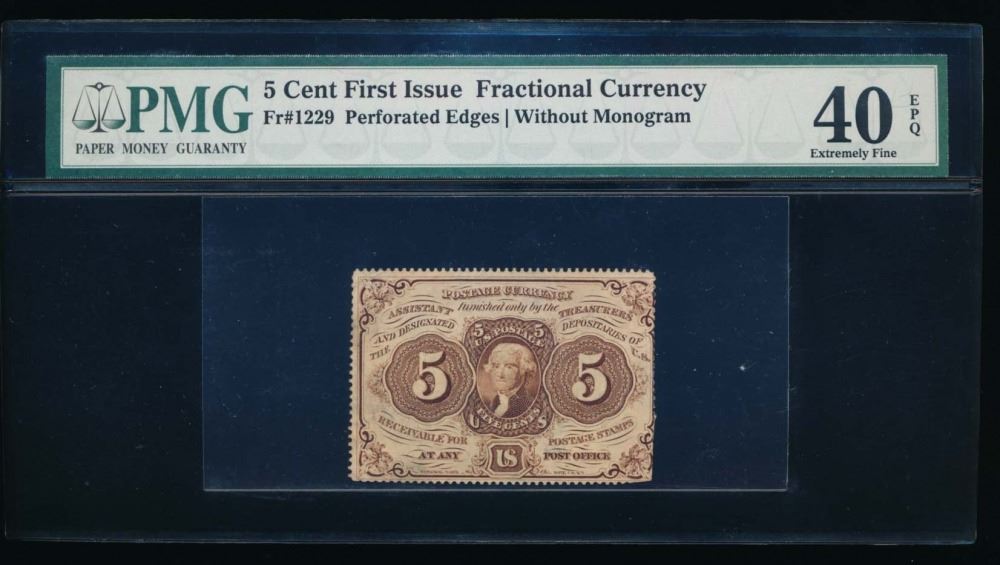 PMG
PAPER MONEY GUARANTY
5 Cent First Issue Fractional Currency
Fr#1229 Perforated Edges | Without Monogram
40
EPQ
Extremely Fine
POSTAGE CURRENCY
Furnished only by the
ASSISTANT TREASURERS
AND DESIGNATED DEPOSITARIES OF
THE U.S.
5 5
U.S. POSTAGE
5 5
FIVE CENTS
RECEIVABLE FOR POSTAGE STAMPS
AT ANY US POST OFFICE